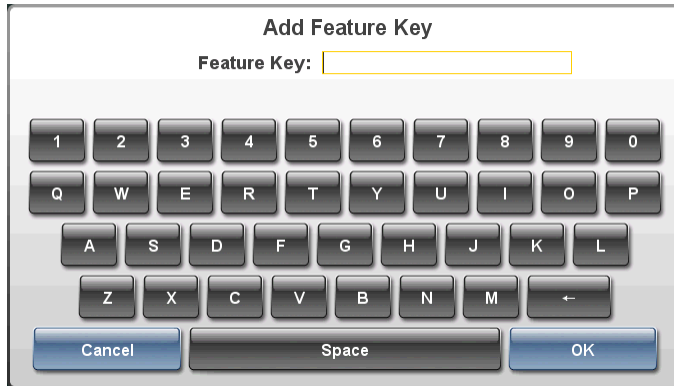 Add Feature Key
Feature Key:
1 2 3 4 5 6 7 8 9 0
Q W E R T Y U I O P
A S D F G H J K L
Z X C V B N M ←
Cancel Space OK